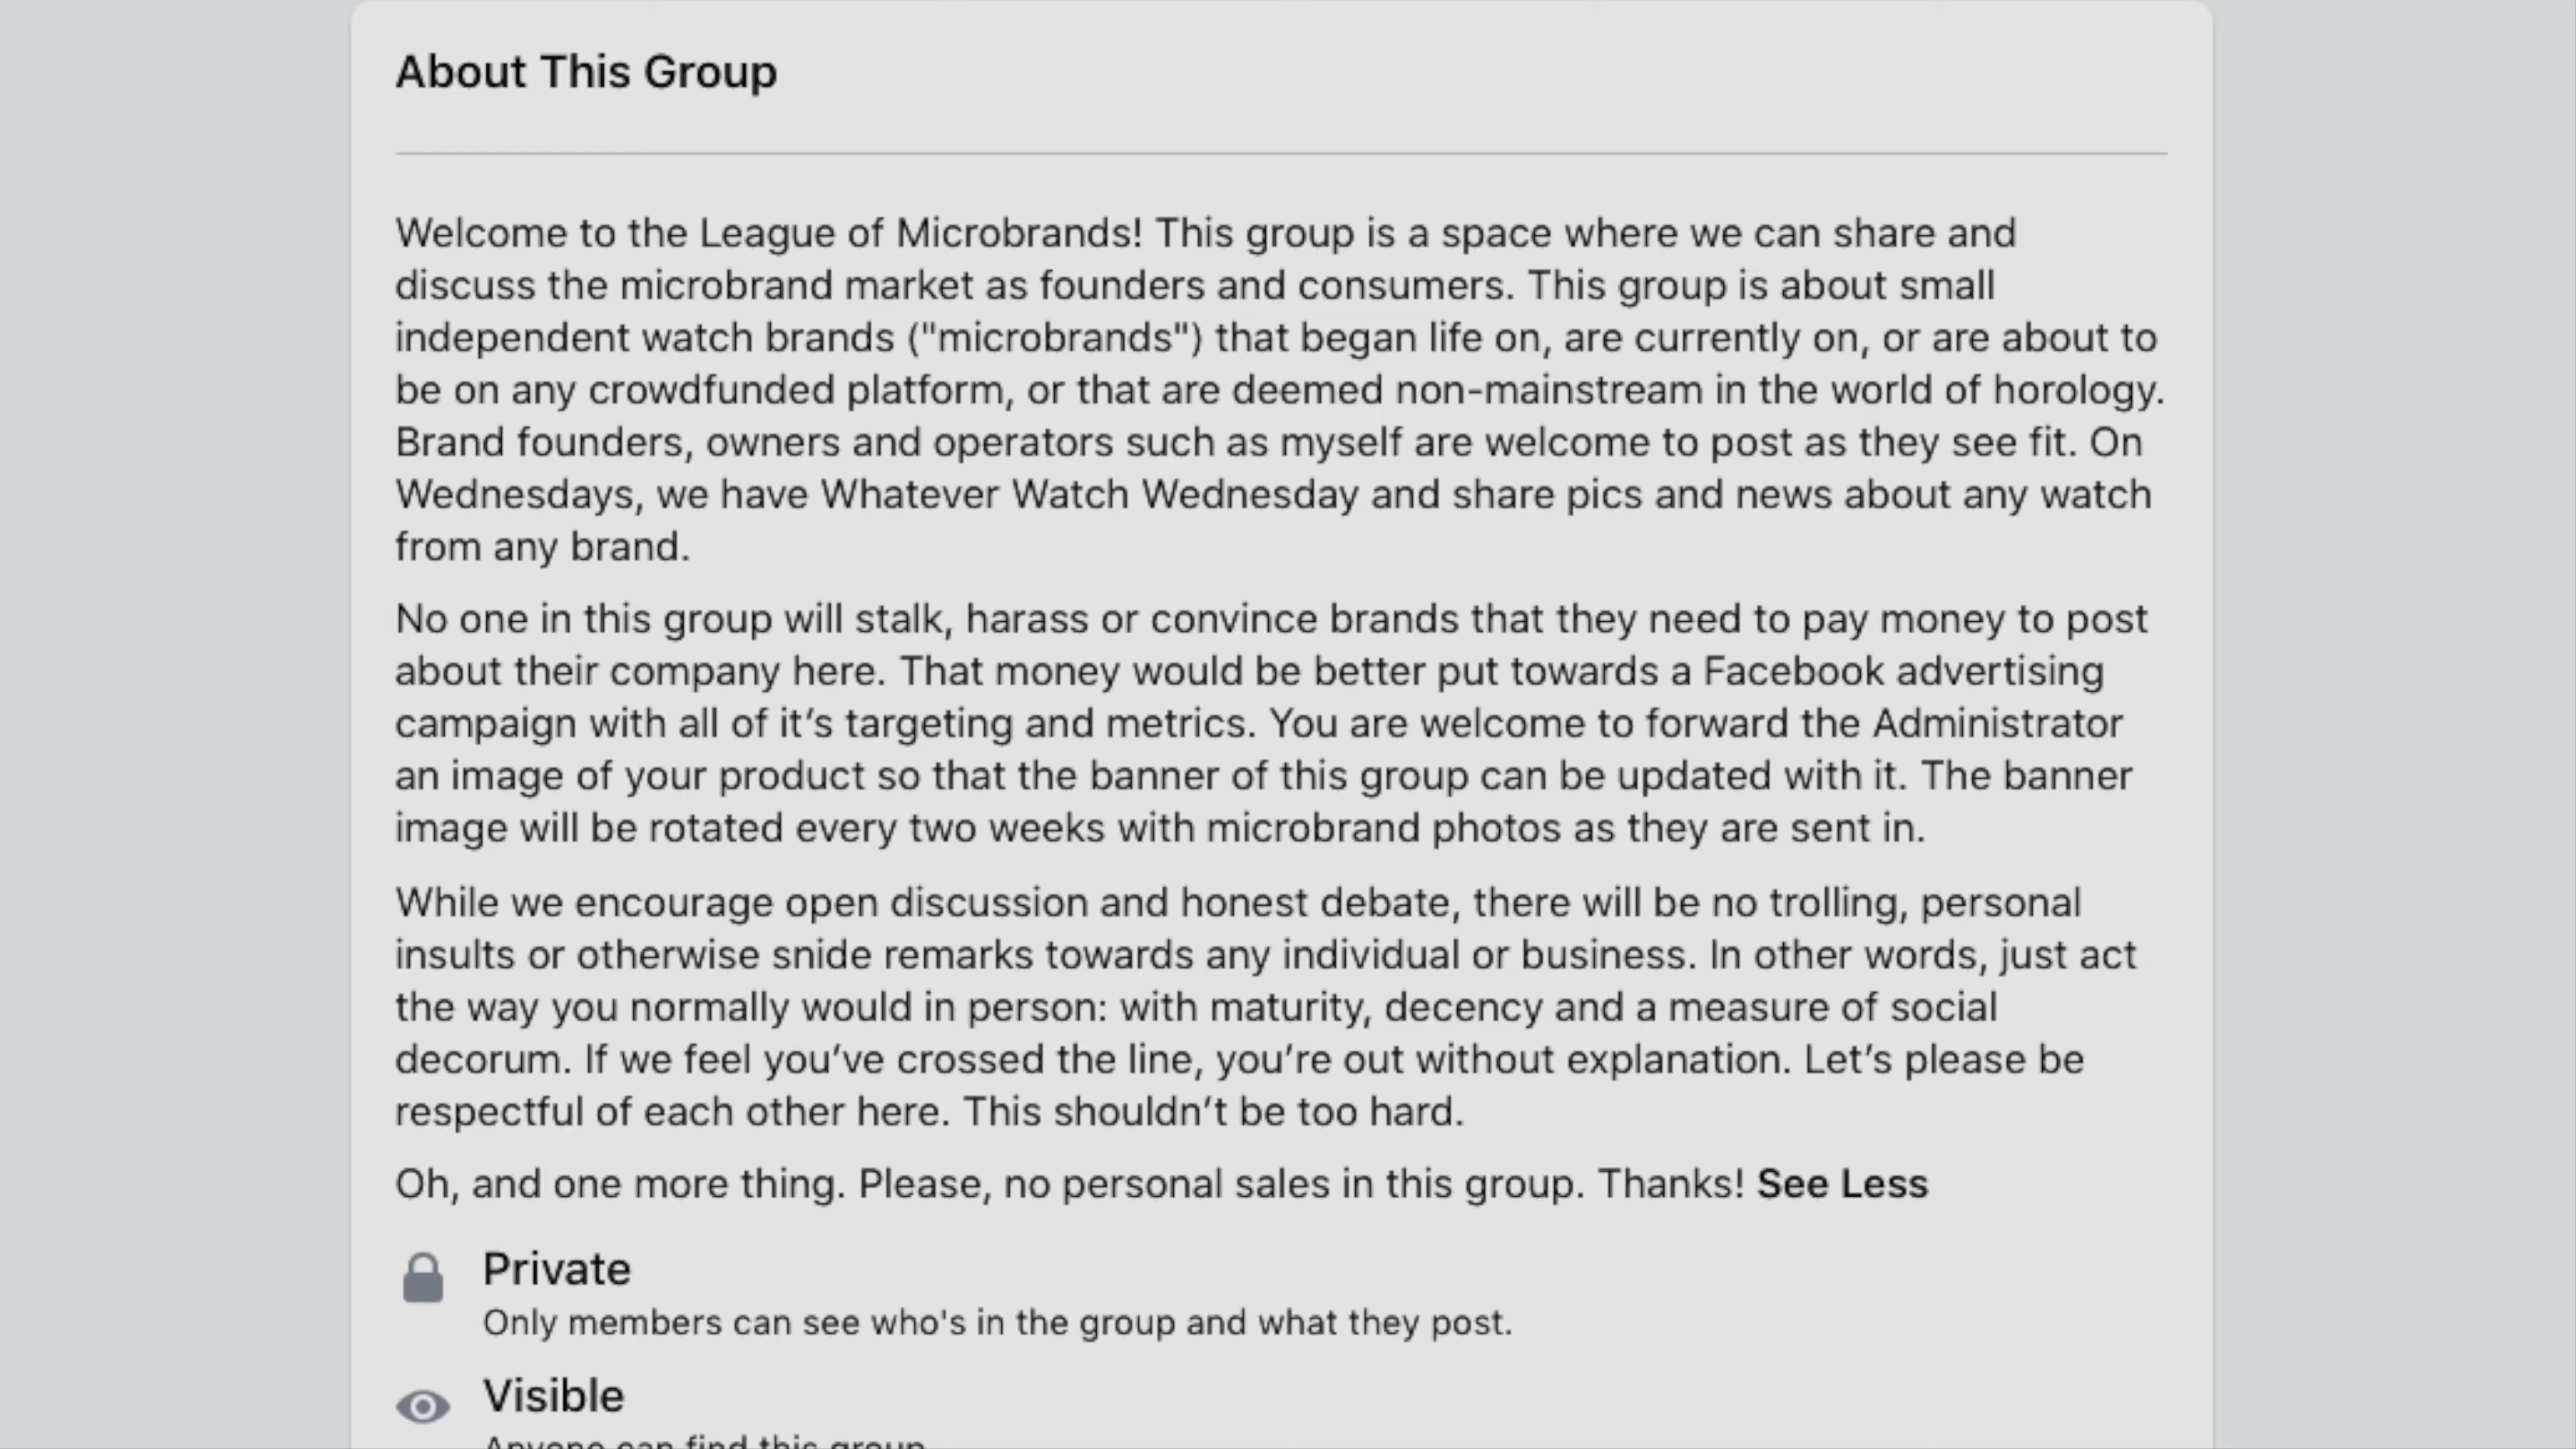 About This Group
Welcome to the League of Microbrands! This group is a space where we can share and
discuss the microbrand market as founders and consumers. This group is about small
independent watch brands ("microbrands") that began life on, are currently on, or are about to
be on any crowdfunded platform, or that are deemed non-mainstream in the world of horology.
Brand founders, owners and operators such as myself are welcome to post as they see fit. On
Wednesdays, we have Whatever Watch Wednesday and share pics and news about any watch
from any brand.
No one in this group will stalk, harass or convince brands that they need to pay money to post
about their company here. That money would be better put towards a Facebook advertising
campaign with all of it’s targeting and metrics. You are welcome to forward the Administrator
an image of your product so that the banner of this group can be updated with it. The banner
image will be rotated every two weeks with microbrand photos as they are sent in.
While we encourage open discussion and honest debate, there will be no trolling, personal
insults or otherwise snide remarks towards any individual or business. In other words, just act
the way you normally would in person: with maturity, decency and a measure of social
decorum. If we feel you’ve crossed the line, you’re out without explanation. Let’s please be
respectful of each other here. This shouldn’t be too hard.
Oh, and one more thing. Please, no personal sales in this group. Thanks! See Less
Private
Only members can see who's in the group and what they post.
Visible
Anyone can find this group.